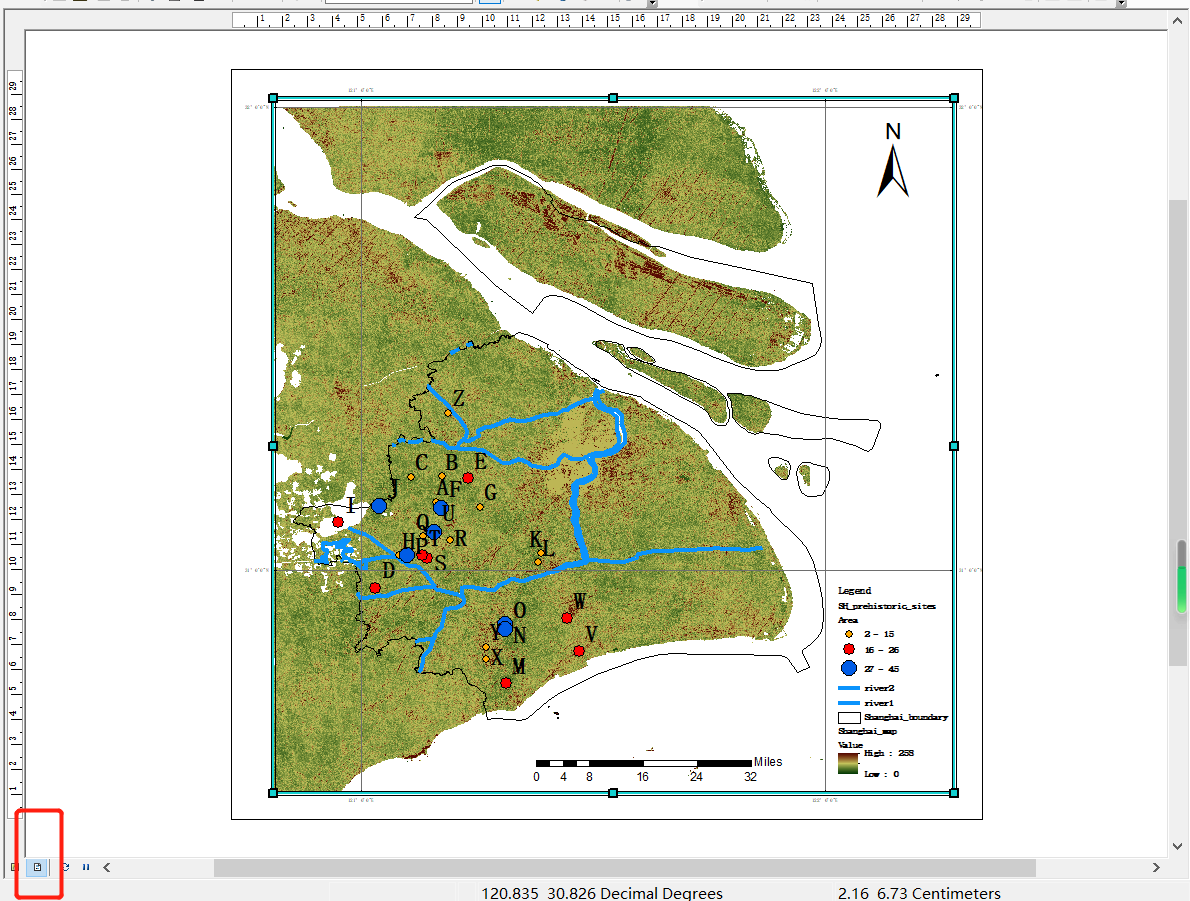 1 2 3 4 5 6 7 8 9 10 11 12 13 14 15 16 17 18 19 20 21 22 23 24 25 26 27 28 29
29
28
27
26
25
24
23
22
21
20
19
18
17
16
15
14
13
12
11
10
9
8
7
6
5
4
3
2
1
N
Z
C B E
J A F G
I
Q U
H P T R K L
S
D
O W
Y N V
X M
Legend
SH_prehistoric_sites
Area
2 - 15
16 - 26
27 - 45
river2
river1
Shanghai_boundary
Shanghai_map
Value
High : 253
Low : 0
Miles
0 4 8 16 24 32
120.835 30.826 Decimal Degrees
2.16 6.73 Centimeters